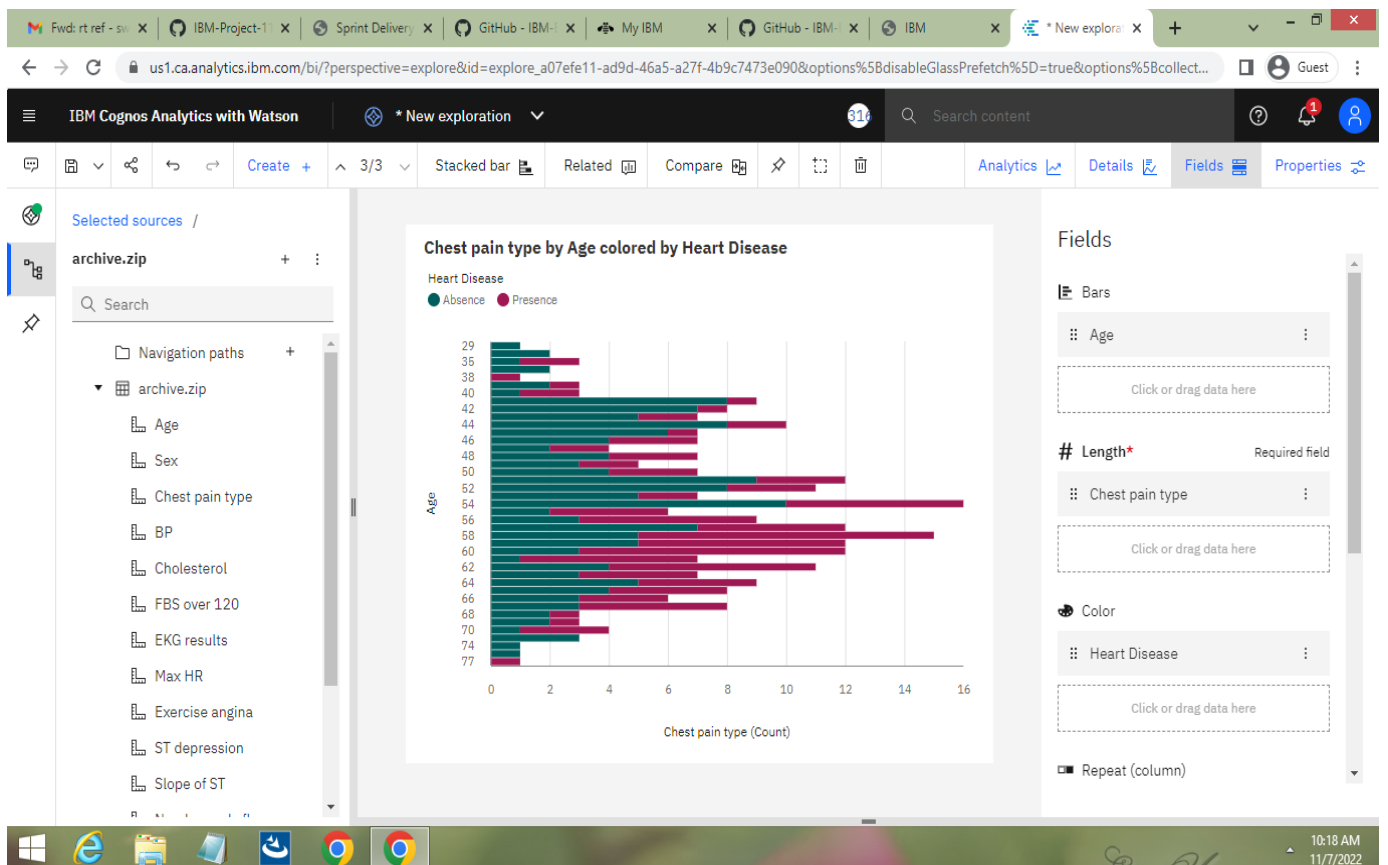 Fwd: rt ref - sw
IBM-Project-11
Sprint Delivery
GitHub - IBM-
My IBM
GitHub - IBM-
IBM
* New explorat
us1.ca.analytics.ibm.com/bi/?perspective=explore&id=explore_a07efe11-ad9d-46a5-a27f-4b9c7473e090&options%5BdisableGlassPrefetch%5D=true&options%5Bcollect...
Guest
IBM Cognos Analytics with Watson
* New exploration
316
Search content
1
Create +
3/3
Stacked bar
Related
Compare
Analytics
Details
Fields
Properties
Selected sources /
archive.zip
Search
Navigation paths
archive.zip
Age
Sex
Chest pain type
BP
Cholesterol
FBS over 120
EKG results
Max HR
Exercise angina
ST depression
Slope of ST
Chest pain type by Age colored by Heart Disease
Heart Disease
Absence Presence
Age
29
35
38
40
42
44
46
48
50
52
54
56
58
60
62
64
66
68
70
74
77
0 2 4 6 8 10 12 14 16
Chest pain type (Count)
Fields
Bars
Age
Click or drag data here
# Length* Required field
Chest pain type
Click or drag data here
Color
Heart Disease
Click or drag data here
Repeat (column)
10:18 AM
11/7/2022